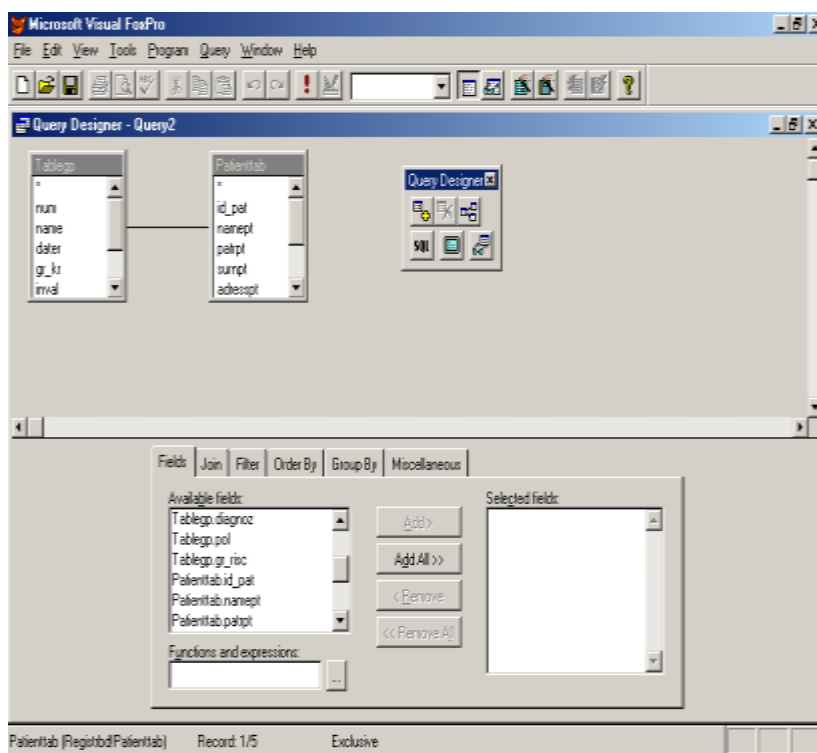 Microsoft Visual FoxPro
File Edit View Tools Program Query Window Help
Query Designer - Query2
Tablegp
*
num
name
dater
gr_kr
inval
Patienttab
*
id_pat
namept
patrpt
surnpt
adresspt
Query Designer
SQL
Fields Join Filter Order By Group By Miscellaneous
Available fields:
Tablegp.diagnoz
Tablegp.pol
Tablegp.gr_risc
Patienttab.id_pat
Patienttab.namept
Patienttab.patrpt
Functions and expressions:
...
Add >
Add All >>
< Remove
<< Remove All
Selected fields:
Patienttab (Registrbd!Patienttab) Record: 1/5 Exclusive